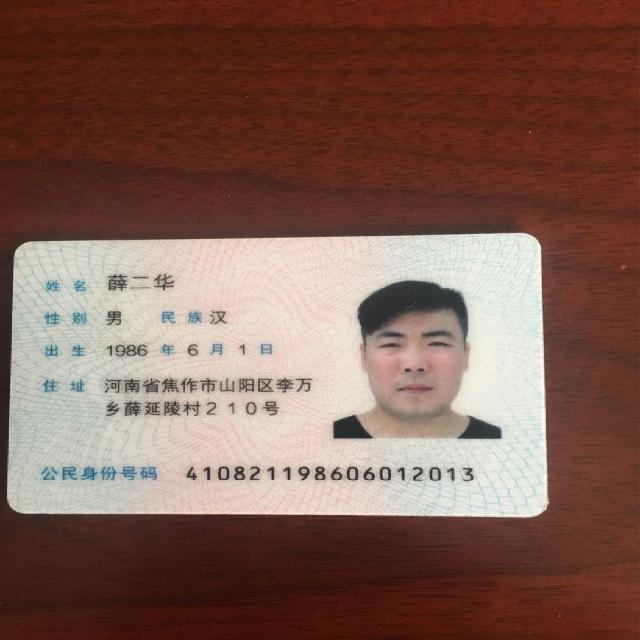 姓名 薛二华
性别 男 民族 汉
出生 1986 年 6 月 1 日
住址 河南省焦作市山阳区李万
乡薛延陵村210号
公民身份号码 410821198606012013